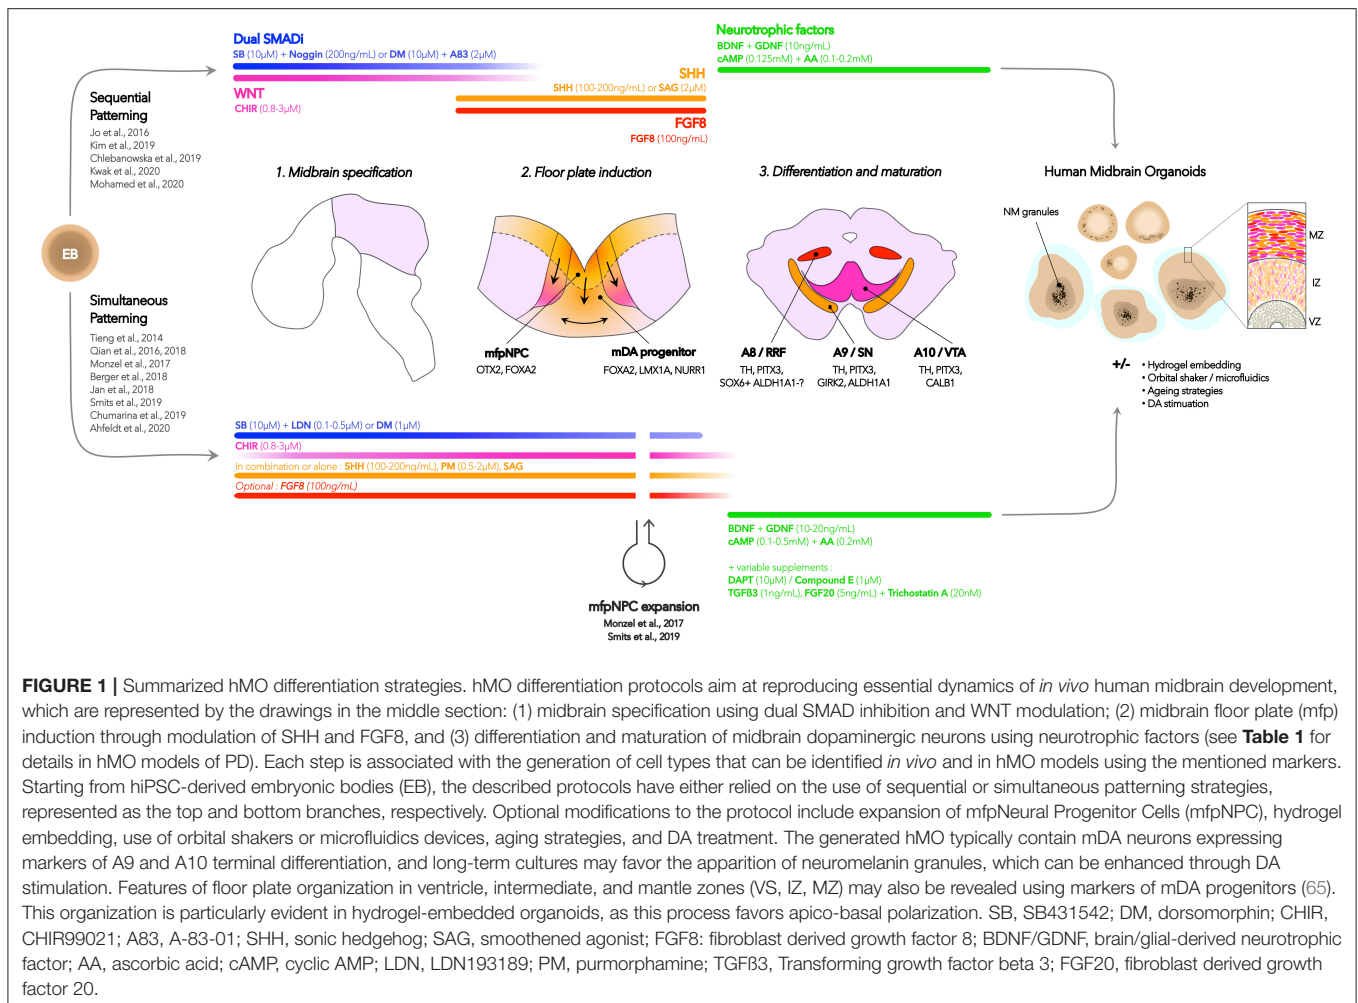 Dual SMADi
SB (10µM) + Noggin (200ng/mL) or DM (10µM) + A83 (2µM)
WNT
CHIR (0.8-3µM)
SHH
SHH (100-200ng/mL) or SAG (2µM)
FGF8
FGF8 (100ng/mL)
Neurotrophic factors
BDNF + GDNF (10ng/mL)
cAMP (0.125mM) + AA (0.1-0.2mM)
Sequential
Patterning
Jo et al., 2016
Kim et al., 2019
Chlebanowska et al., 2019
Kwak et al., 2020
Mohamed et al., 2020
EB
Simultaneous
Patterning
Tieng et al., 2014
Qian et al., 2016, 2018
Monzel et al., 2017
Berger et al., 2018
Jan et al., 2018
Smits et al., 2019
Chumarina et al., 2019
Ahfeldt et al., 2020
1. Midbrain specification
2. Floor plate induction
mfpNPC
OTX2, FOXA2
mDA progenitor
FOXA2, LMX1A, NURR1
3. Differentiation and maturation
A8 / RRF
TH, PITX3,
SOX6+ ALDH1A1-?
A9 / SN
TH, PITX3,
GIRK2, ALDH1A1
A10 / VTA
TH, PITX3,
CALB1
Human Midbrain Organoids
NM granules
MZ
IZ
VZ
+/-
• Hydrogel embedding
• Orbital shaker / microfluidics
• Ageing strategies
• DA stimuation
SB (10µM) + LDN (0.1-0.5µM) or DM (1µM)
CHIR (0.8-3µM)
In combination or alone : SHH (100-200ng/mL), PM (0.5-2µM), SAG
Optional : FGF8 (100ng/mL)
mfpNPC expansion
Monzel et al., 2017
Smits et al., 2019
BDNF + GDNF (10-20ng/mL)
cAMP (0.1-0.5mM) + AA (0.2mM)
+ variable supplements :
DAPT (10µM) / Compound E (1µM)
TGFß3 (1ng/mL), FGF20 (5ng/mL) + Trichostatin A (20nM)
FIGURE 1 | Summarized hMO differentiation strategies. hMO differentiation protocols aim at reproducing essential dynamics of in vivo human midbrain development,
which are represented by the drawings in the middle section: (1) midbrain specification using dual SMAD inhibition and WNT modulation; (2) midbrain floor plate (mfp)
induction through modulation of SHH and FGF8, and (3) differentiation and maturation of midbrain dopaminergic neurons using neurotrophic factors (see Table 1 for
details in hMO models of PD). Each step is associated with the generation of cell types that can be identified in vivo and in hMO models using the mentioned markers.
Starting from hiPSC-derived embryonic bodies (EB), the described protocols have either relied on the use of sequential or simultaneous patterning strategies,
represented as the top and bottom branches, respectively. Optional modifications to the protocol include expansion of mfpNeural Progenitor Cells (mfpNPC), hydrogel
embedding, use of orbital shakers or microfluidics devices, aging strategies, and DA treatment. The generated hMO typically contain mDA neurons expressing
markers of A9 and A10 terminal differentiation, and long-term cultures may favor the apparition of neuromelanin granules, which can be enhanced through DA
stimulation. Features of floor plate organization in ventricle, intermediate, and mantle zones (VS, IZ, MZ) may also be revealed using markers of mDA progenitors (65).
This organization is particularly evident in hydrogel-embedded organoids, as this process favors apico-basal polarization. SB, SB431542; DM, dorsomorphin; CHIR,
CHIR99021; A83, A-83-01; SHH, sonic hedgehog; SAG, smoothened agonist; FGF8: fibroblast derived growth factor 8; BDNF/GDNF, brain/glial-derived neurotrophic
factor; AA, ascorbic acid; cAMP, cyclic AMP; LDN, LDN193189; PM, purmorphamine; TGFß3, Transforming growth factor beta 3; FGF20, fibroblast derived growth
factor 20.